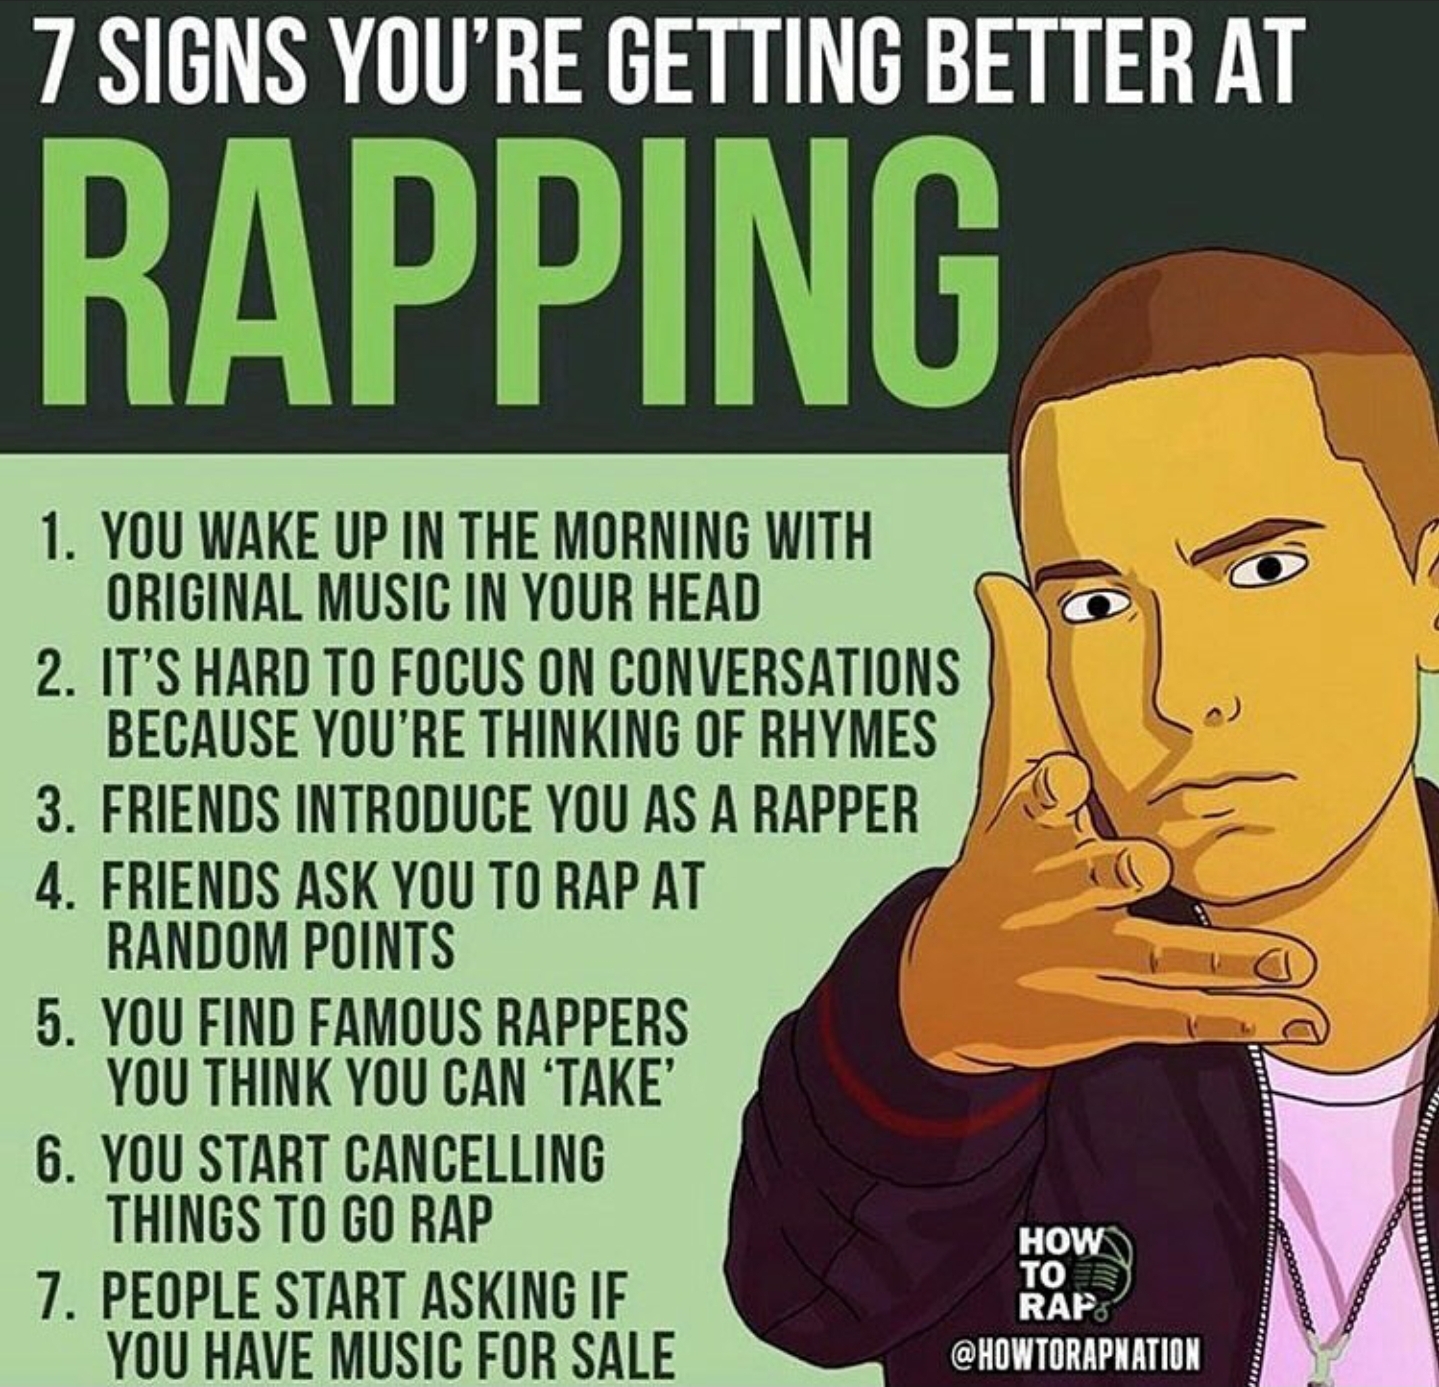 7 SIGNS YOU'RE GETTING BETTER AT
RAPPING
1. YOU WAKE UP IN THE MORNING WITH
ORIGINAL MUSIC IN YOUR HEAD
2. IT'S HARD TO FOCUS ON CONVERSATIONS
BECAUSE YOU'RE THINKING OF RHYMES
3. FRIENDS INTRODUCE YOU AS A RAPPER
4. FRIENDS ASK YOU TO RAP AT
RANDOM POINTS
5. YOU FIND FAMOUS RAPPERS
YOU THINK YOU CAN ‘TAKE’
6. YOU START CANCELLING
THINGS TO GO RAP
7. PEOPLE START ASKING IF
YOU HAVE MUSIC FOR SALE
HOW
TO
RAP
@HOWTORAPNATION